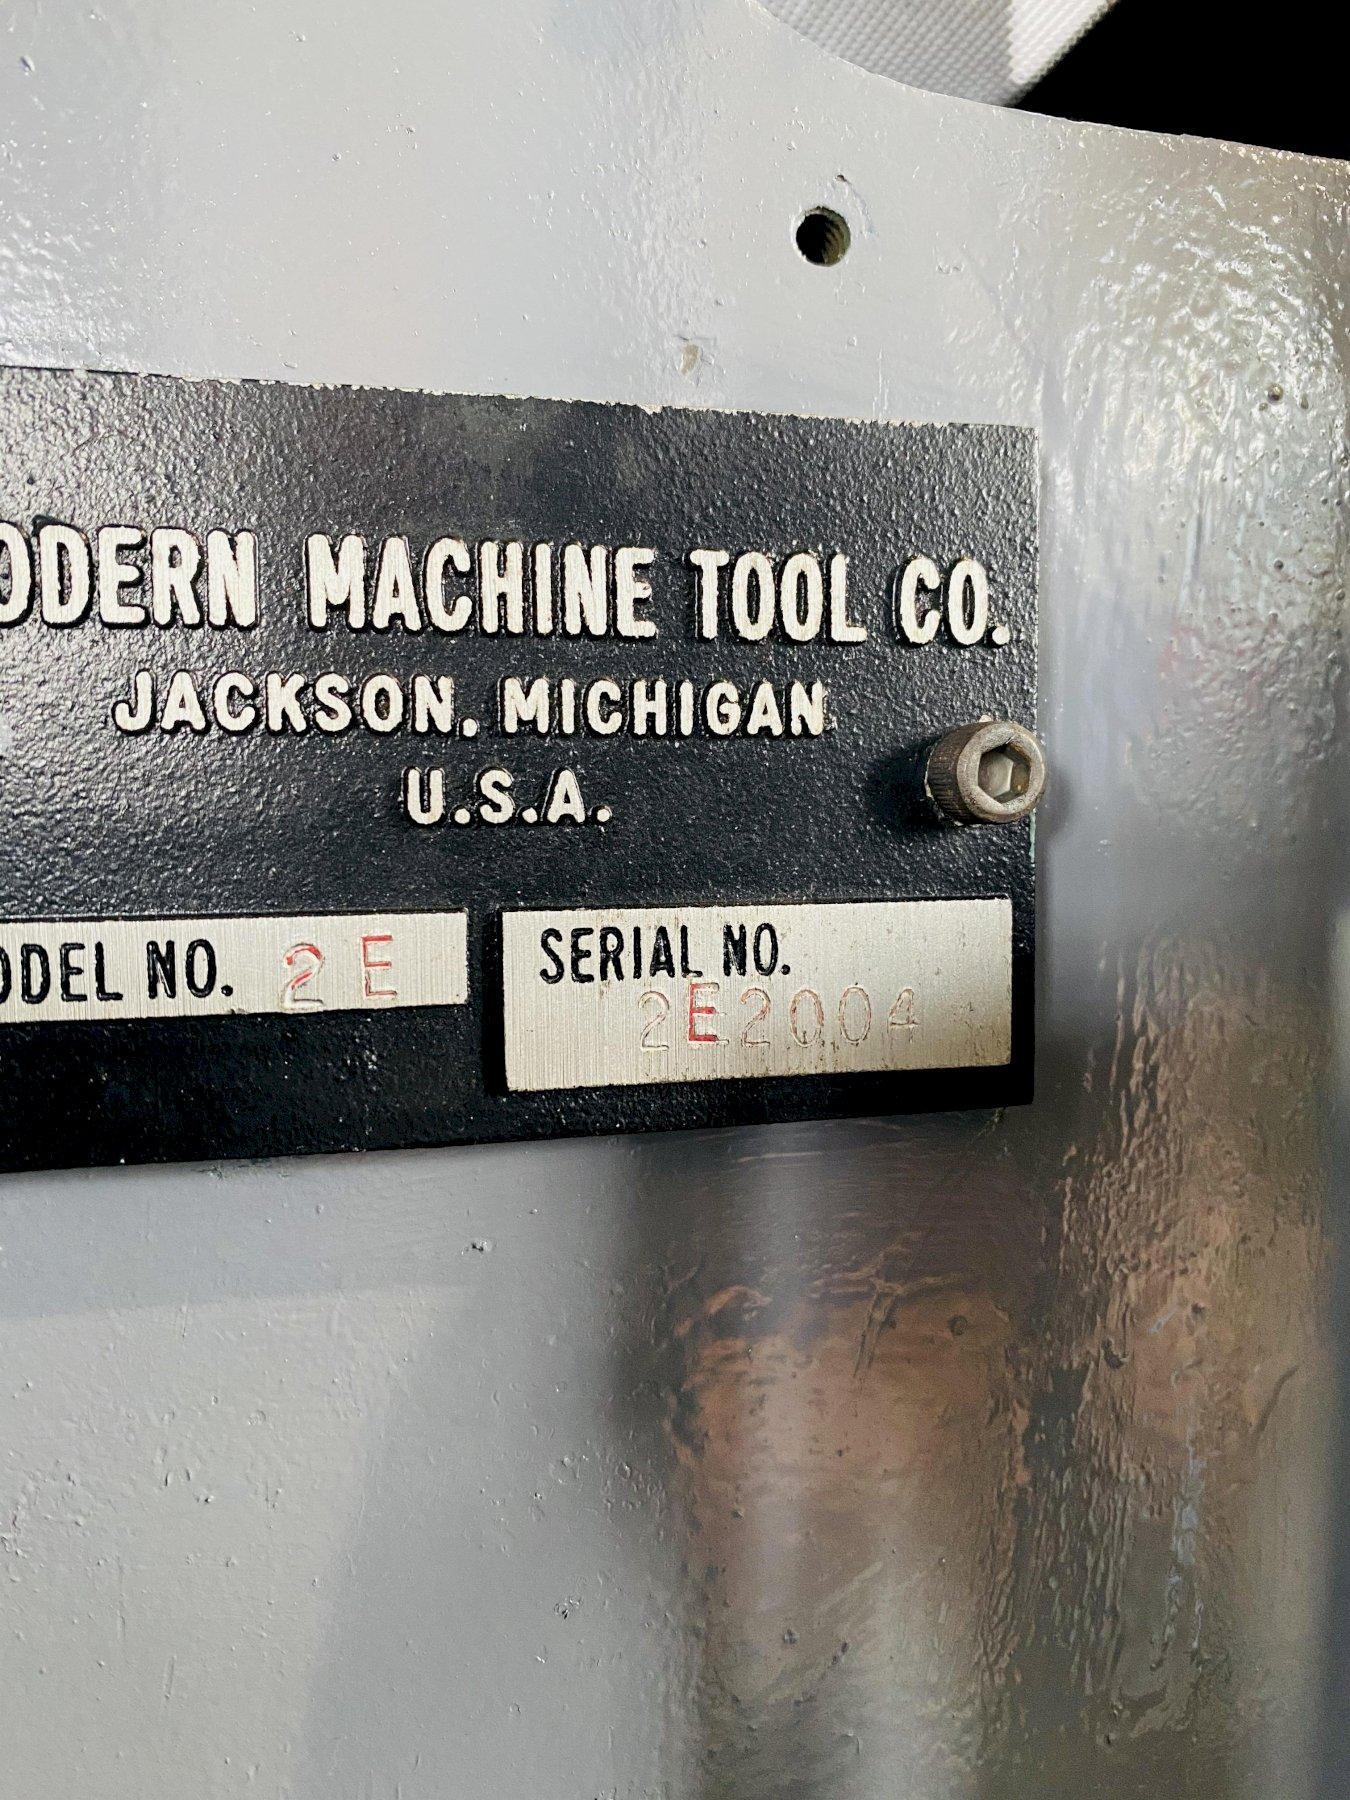 ODERN MACHINE TOOL CO.
JACKSON, MICHIGAN
U.S.A.
ODEL NO. 2 E
SERIAL NO.
2E2004